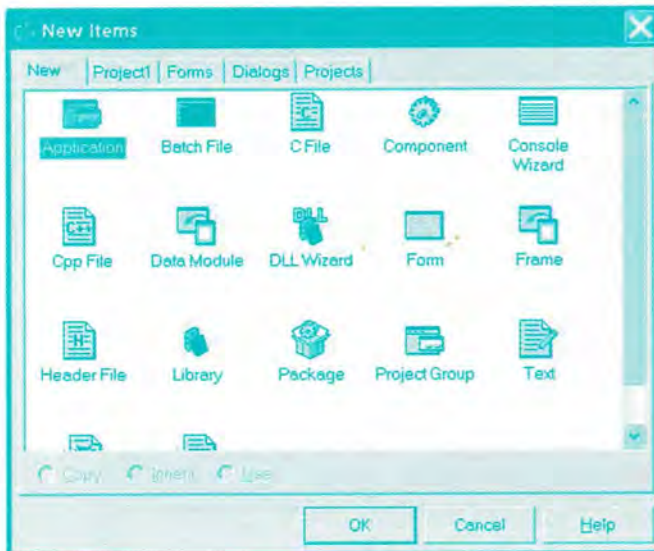 New Items
New Project1 Forms Dialogs Projects
Application Batch File C File Component Console Wizard
C
C++
DLL
Cpp File Data Module DLL Wizard Form Frame
H
Header File Library Package Project Group Text
Copy Inherit Use
OK Cancel Help